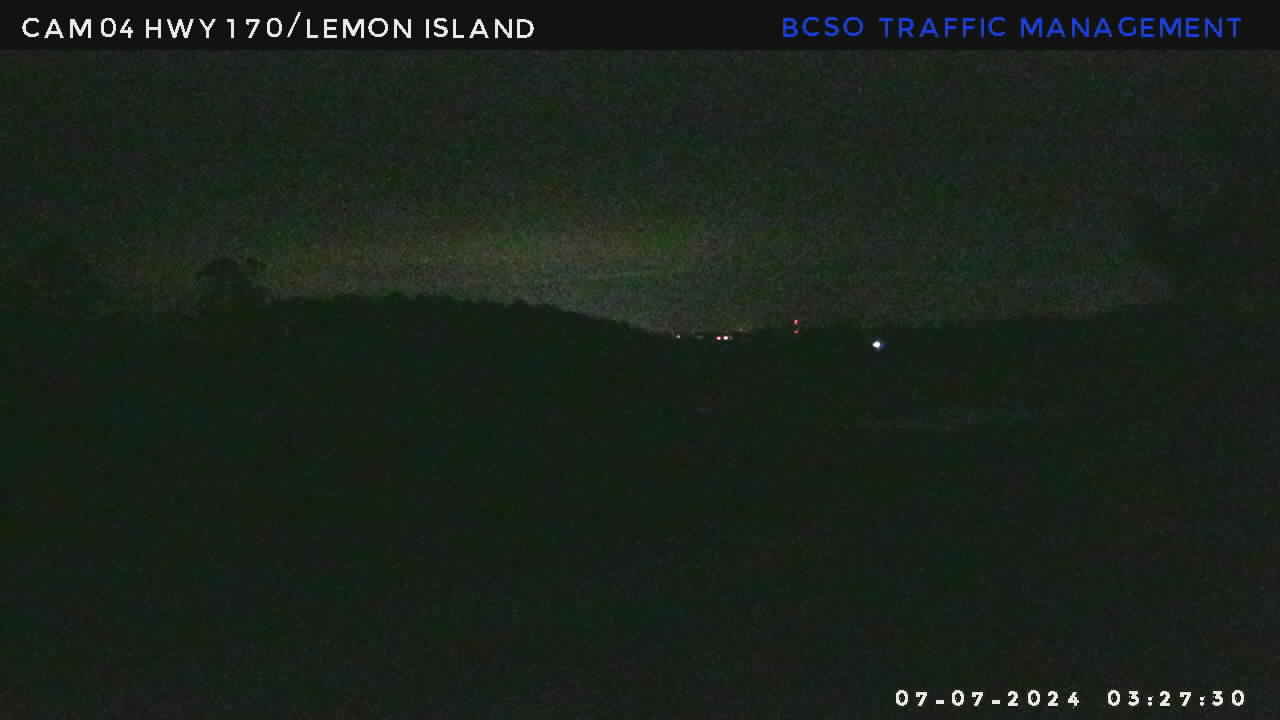 CAM04 HWY 170/LEMON ISLAND
BCSO TRAFFIC MANAGEMENT
07-07-2024 03:27:30